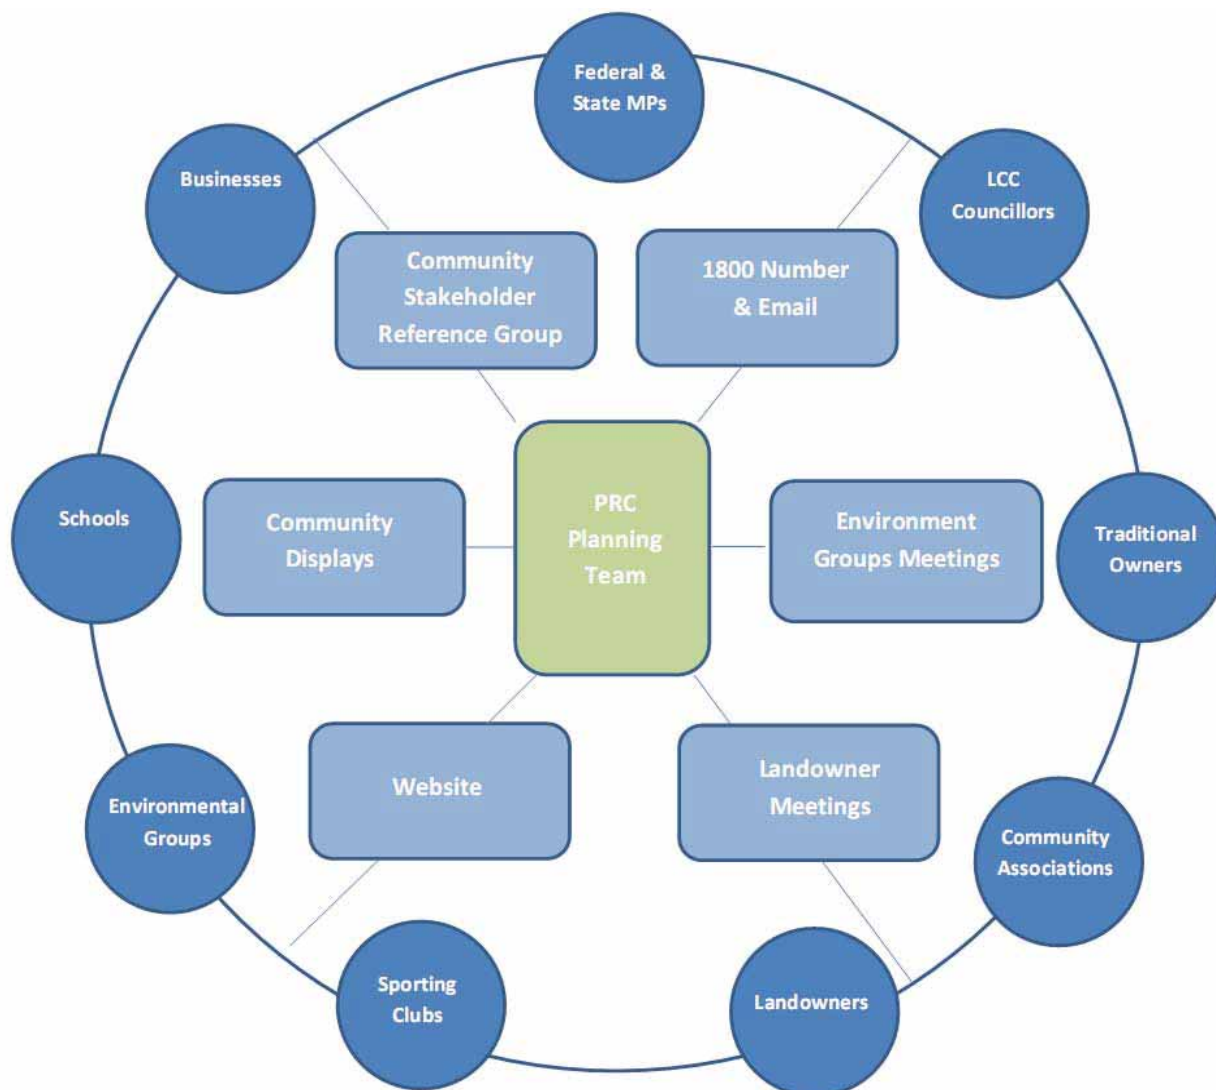 Federal &
State MPs
Businesses
LCC
Councillors
Community
Stakeholder
Reference Group
1800 Number
& Email
Schools
Community
Displays
PRC
Planning
Team
Environment
Groups Meetings
Traditional
Owners
Environmental
Groups
Website
Landowner
Meetings
Community
Associations
Sporting
Clubs
Landowners